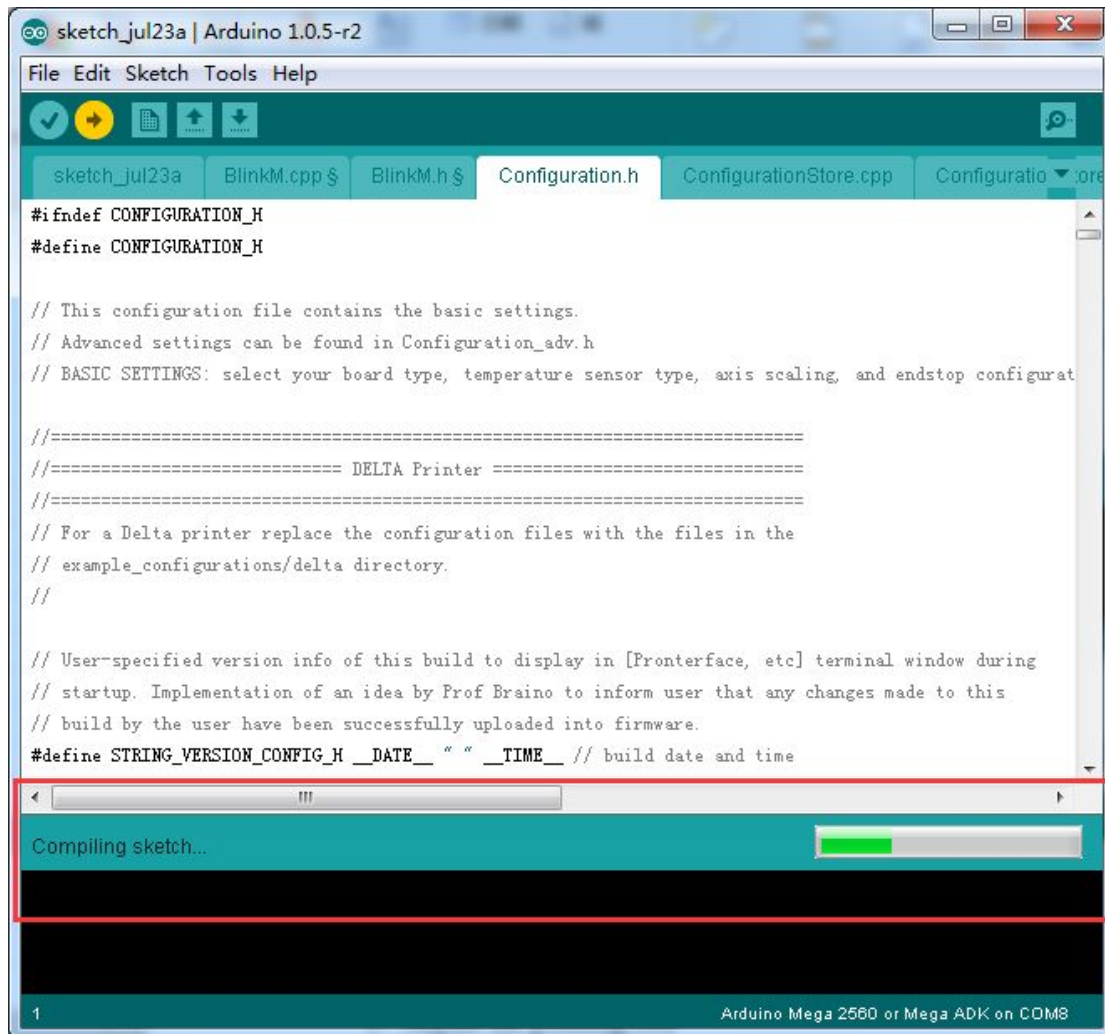 sketch_jul23a | Arduino 1.0.5-r2
File Edit Sketch Tools Help
sketch_jul23a BlinkM.cpp § BlinkM.h § Configuration.h ConfigurationStore.cpp Configuratio ore
#ifndef CONFIGURATION_H
#define CONFIGURATION_H
// This configuration file contains the basic settings.
// Advanced settings can be found in Configuration_adv.h
// BASIC SETTINGS: select your board type, temperature sensor type, axis scaling, and endstop configurat
//===========================================================================
//============================= DELTA Printer ===============================
//===========================================================================
// For a Delta printer replace the configuration files with the files in the
// example_configurations/delta directory.
//
// User-specified version info of this build to display in [Pronterface, etc] terminal window during
// startup. Implementation of an idea by Prof Braino to inform user that any changes made to this
// build by the user have been successfully uploaded into firmware.
#define STRING_VERSION_CONFIG_H __DATE__ " " __TIME__ // build date and time
Compiling sketch...
1 Arduino Mega 2560 or Mega ADK on COM8